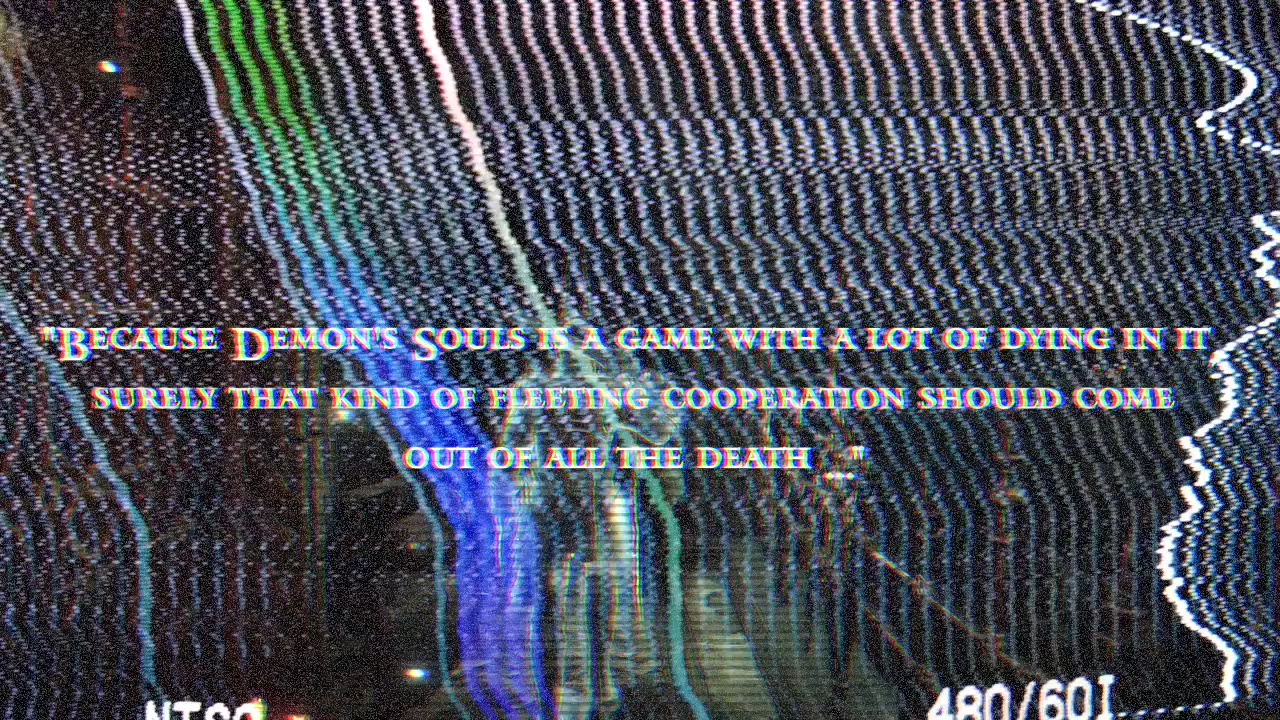 "Because Demon's Souls is a game with a lot of dying in it
surely that kind of fleeting cooperation should come
out of all the death _"
NTSC 480/60I